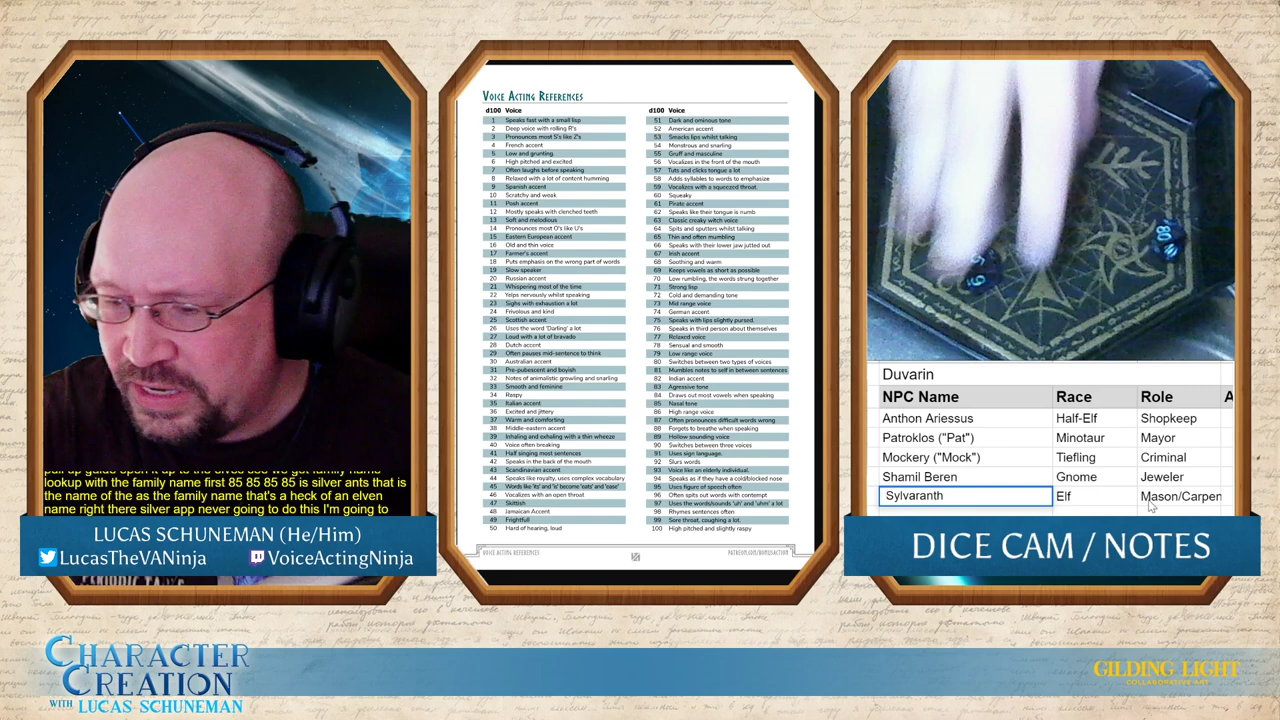 pull up guide open it up to the elves 888 we got family name
lookup with the family name first 85 85 85 85 is silver ants that is
the name of the as the family name that's a heck of an elven
name right there silver app never going to do this I'm going to
LUCAS SCHUNEMAN (He/Him)
LucasTheVANinja VoiceActingNinja
Voice Acting References
d100 Voice
1 Speaks fast with a small lisp
2 Deep voice with rolling R's
3 Pronounces most S's like Z's
4 French accent
5 Low and grunting.
6 High pitched and excited
7 Often laughs before speaking
8 Relaxed with a lot of content humming
9 Spanish accent
10 Scratchy and weak
11 Posh accent
12 Mostly speaks with clenched teeth
13 Soft and melodious
14 Pronounces most O's like U's
15 Eastern European accent
16 Old and thin voice
17 Farmer's accent
18 Puts emphasis on the wrong part of words
19 Slow speaker
20 Russian accent
21 Whispering most of the time
22 Yelps nervously whilst speaking
23 Sighs with exhaustion a lot
24 Frivolous and kind
25 Scottish accent
26 Uses the word 'Darling' a lot
27 Loud with a lot of bravado
28 Dutch accent
29 Often pauses mid-sentence to think
30 Australian accent
31 Pre-pubescent and boyish
32 Notes of animalistic growling and snarling
33 Smooth and feminine
34 Raspy
35 Italian accent
36 Excited and jittery
37 Warm and comforting
38 Middle-eastern accent
39 Inhaling and exhaling with a thin wheeze
40 Voice often breaking
41 Half singing most sentences
42 Speaks in the back of the mouth
43 Scandinavian accent
44 Speaks like royalty, uses complex vocabulary
45 Words like 'its' and 'is' become 'eats' and 'ease'
46 Vocalizes with an open throat
47 Skittish
48 Jamaican Accent
49 Frightfull
50 Hard of hearing, loud
d100 Voice
51 Dark and ominous tone
52 American accent
53 Smacks lips whilst talking
54 Monstrous and snarling
55 Gruff and masculine
56 Vocalizes in the front of the mouth
57 Tuts and clicks tongue a lot
58 Adds syllables to words to emphasize
59 Vocalizes with a squeezed throat.
60 Squeaky
61 Pirate accent
62 Speaks like their tongue is numb
63 Classic creaky witch voice
64 Spits and sputters whilst talking
65 Thin and often mumbling
66 Speaks with their lower jaw jutted out
67 Irish accent
68 Soothing and warm
69 Keeps vowels as short as possible
70 Low rumbling, the words strung together
71 Strong lisp
72 Cold and demanding tone
73 Mid range voice
74 German accent
75 Speaks with lips slightly pursed.
76 Speaks in third person about themselves
77 Relaxed voice
78 Sensual and smooth
79 Low range voice
80 Switches between two types of voices
81 Mumbles notes to self in between sentences
82 Indian accent
83 Agressive tone
84 Draws out most vowels when speaking
85 Nasal tone
86 High range voice
87 Often pronounces difficult words wrong
88 Forgets to breathe when speaking
89 Hollow sounding voice
90 Switches between three voices
91 Uses sign language.
92 Slurs words
93 Voice like an elderly individual.
94 Speaks as if they have a cold/blocked nose
95 Uses figure of speech often
96 Often spits out words with contempt
97 Uses the words/sounds 'uh' and 'uhm' a lot
98 Rhymes sentences often
99 Sore throat, coughing a lot.
100 High pitched and slightly raspy
VOICE ACTING REFERENCES
PATREON.COM/BONUSACTION
80
Duvarin
NPC Name Race Role A
Anthon Ariessus Half-Elf Shopkeep
Patroklos ("Pat") Minotaur Mayor
Mockery ("Mock") Tiefling Criminal
Shamil Beren Gnome Jeweler
Sylvaranth Elf Mason/Carpen
DICE CAM / NOTES
CHARACTER
CREATION
WITH LUCAS SCHUNEMAN
GILDING LIGHT
COLLABORATIVE ART